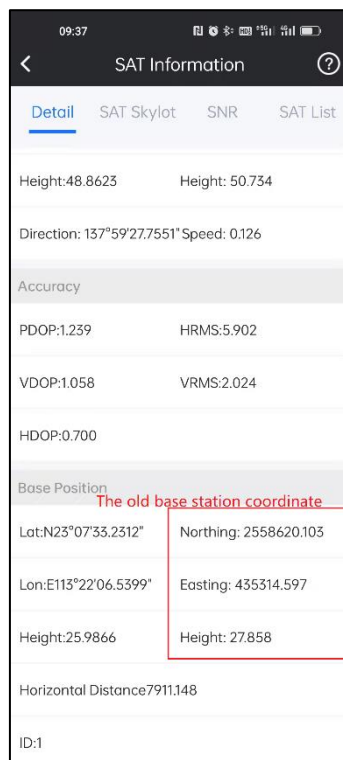 09:37
SAT Information
Detail SAT Skylot SNR SAT List
Height:48.8623 Height: 50.734
Direction: 137°59'27.7551" Speed: 0.126
Accuracy
PDOP:1.239 HRMS:5.902
VDOP:1.058 VRMS:2.024
HDOP:0.700
Base Position
The old base station coordinate
Lat:N23°07'33.2312" Northing: 2558620.103
Lon:E113°22'06.5399" Easting: 435314.597
Height:25.9866 Height: 27.858
Horizontal Distance7911.148
ID:1